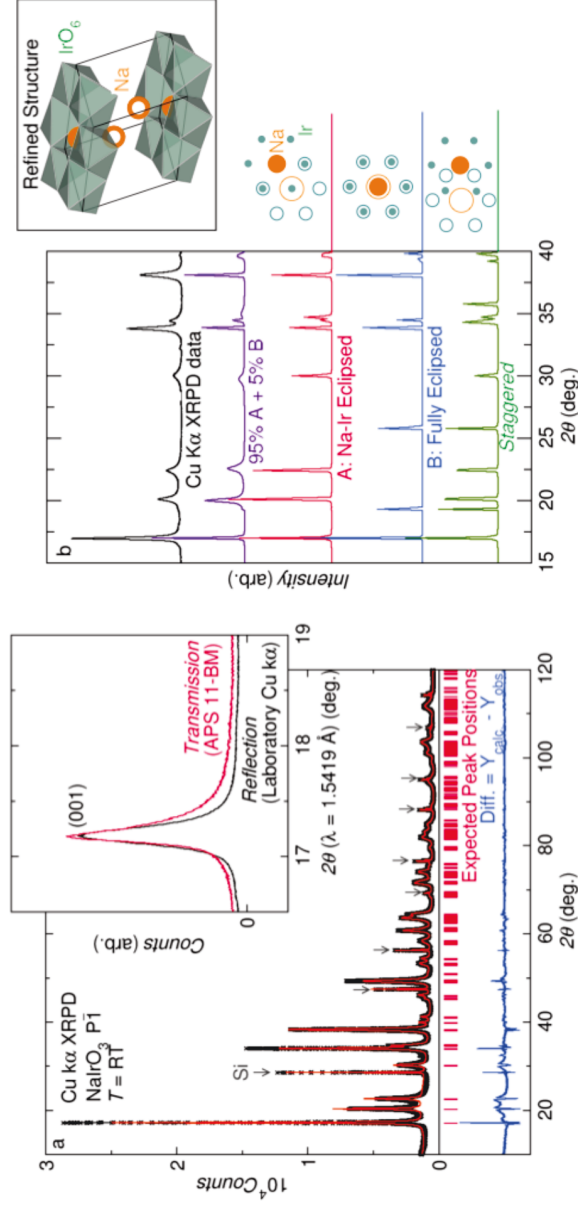 a
Cu kα XRPD
NaIrO₃ P1̄
T = RT
Si
10⁴Counts
3
2
1
0
20
40
60
80
100
120
2θ (deg.)
Expected Peak Positions
Diff. = Ycalc. - Yobs.
Counts (arb.)
0
(001)
Transmission
(APS 11-BM)
Reflection
(Laboratory Cu kα)
17
18
19
2θ (λ = 1.5419 Å) (deg.)
b
Intensity (arb.)
Cu Kα XRPD data
95% A + 5% B
A: Na-Ir Eclipsed
B: Fully Eclipsed
Staggered
15
20
25
30
35
40
2θ (deg.)
Refined Structure
IrO₆
Na
Na
Ir